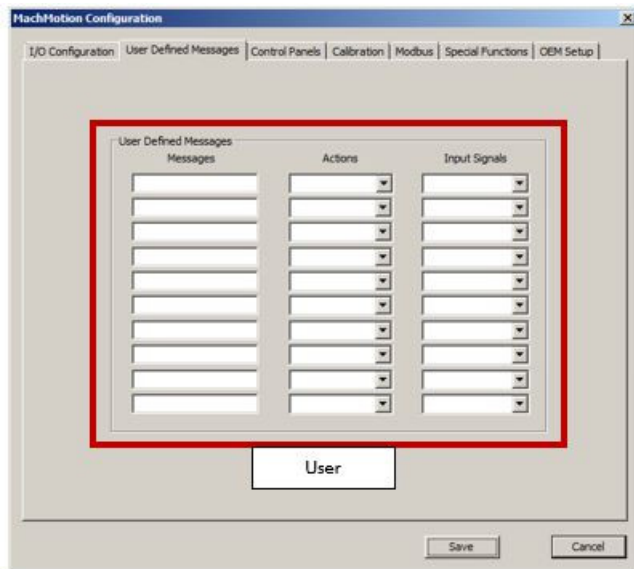 MachMotion Configuration
I/O Configuration User Defined Messages Control Panels Calibration Modbus Special Functions OEM Setup
User Defined Messages
Messages Actions Input Signals
User
Save Cancel